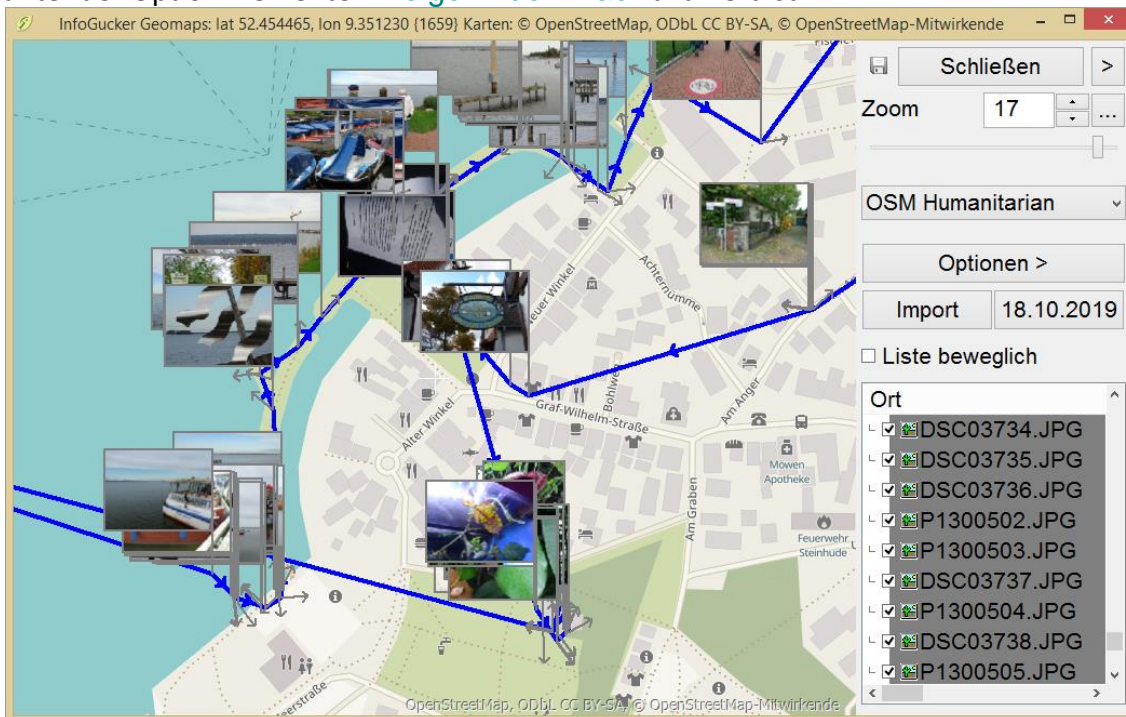 InfoGucker Geomaps: lat 52.454465, lon 9.351230 {1659} Karten: © OpenStreetMap, ODbL CC BY-SA, © OpenStreetMap-Mitwirkende
Schließen
>
Zoom
17
...
OSM Humanitarian
Optionen >
Import
18.10.2019
Liste beweglich
Ort
DSC03734.JPG
DSC03735.JPG
DSC03736.JPG
P1300502.JPG
P1300503.JPG
DSC03737.JPG
P1300504.JPG
DSC03738.JPG
P1300505.JPG
Neuer Winkel
Achternumme
Bohlweg
Am Anger
Graf-Wilhelm-Straße
Alter Winkel
Am Graben
Mowen
Apotheke
Feuerwehr
Steinhude
OpenStreetMap, ODbL CC BY-SA, © OpenStreetMap-Mitwirkende